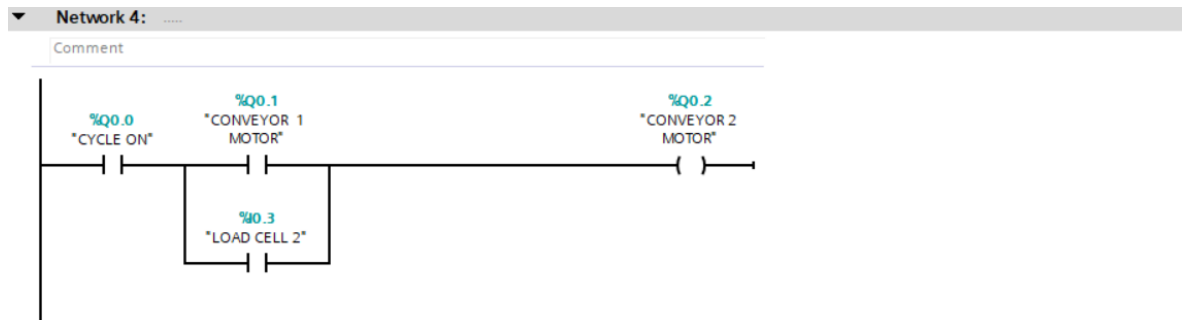 Network 4: .....
Comment
%Q0.0
"CYCLE ON"
%Q0.1
"CONVEYOR 1
MOTOR"
%Q0.2
"CONVEYOR 2
MOTOR"
%I0.3
"LOAD CELL 2"